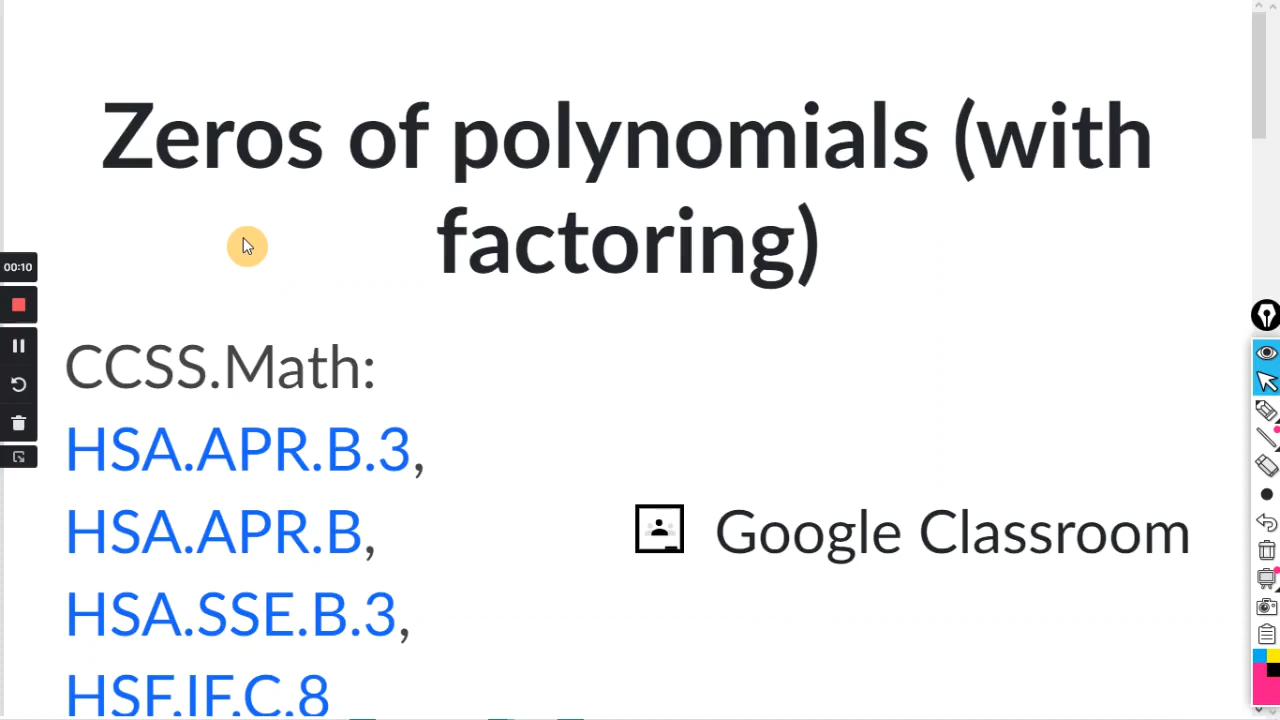 Zeros of polynomials (with
factoring)
00:10
CCSS.Math:
HSA.APR.B.3,
HSA.APR.B,
Google Classroom
HSA.SSE.B.3,
HSF.IF.C.8